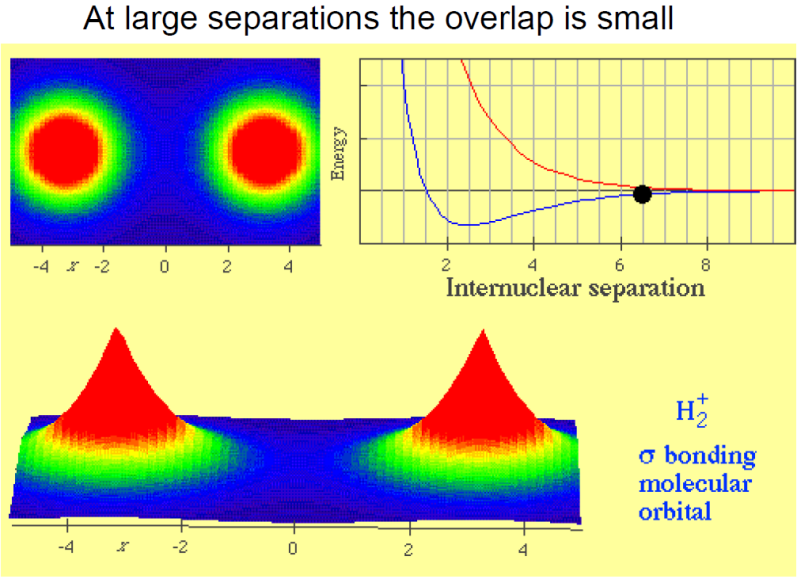 At large separations the overlap is small
Energy
-4 x -2 0 2 4
2 4 6 8
Internuclear separation
H₂⁺
σ bonding
molecular
orbital
-4 x -2 0 2 4